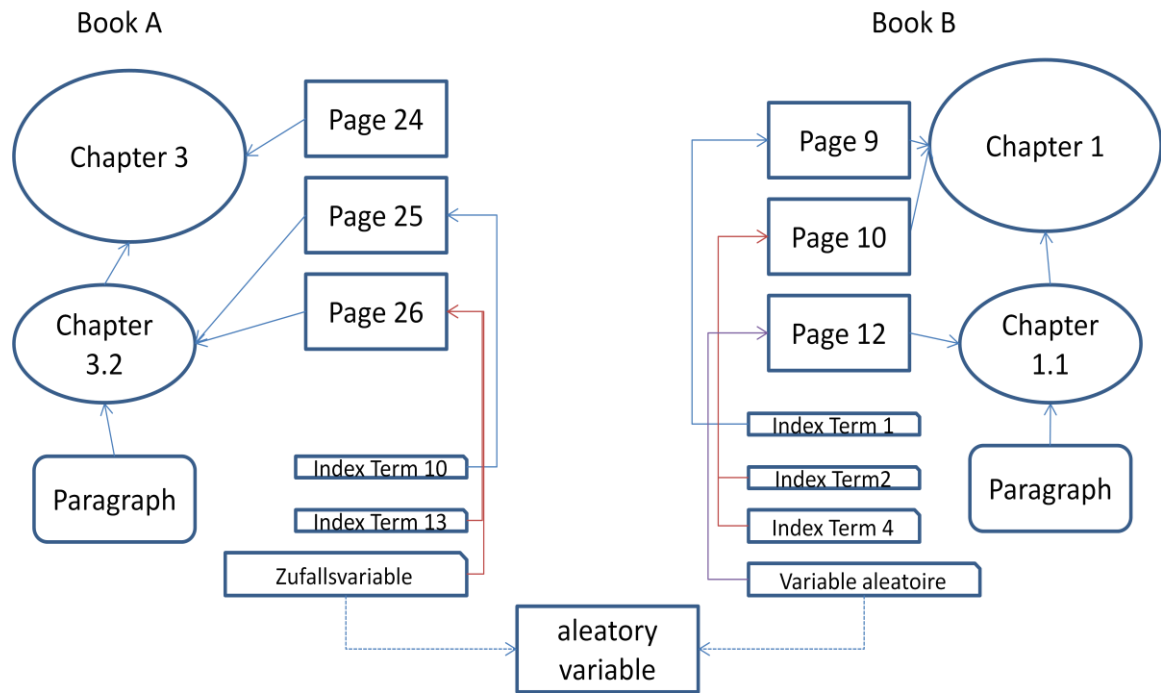 Book A
Book B
Chapter 3
Page 24
Page 25
Page 26
Chapter
3.2
Paragraph
Index Term 10
Index Term 13
Zufallsvariable
Page 9
Page 10
Page 12
Chapter 1
Chapter
1.1
Paragraph
Index Term 1
Index Term2
Index Term 4
Variable aleatoire
aleatory
variable